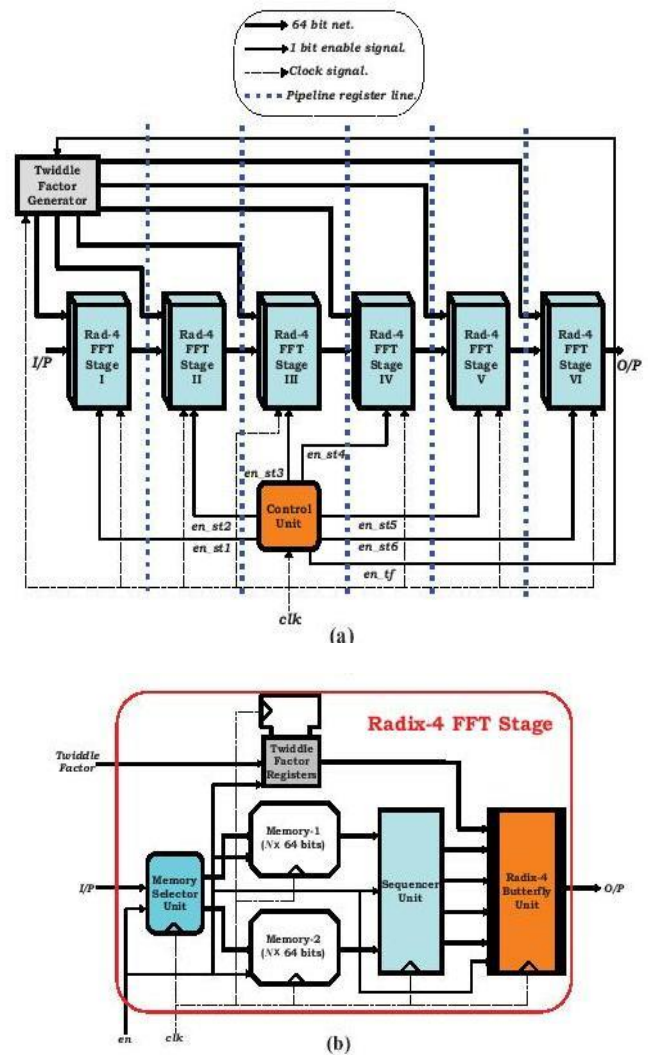 64 bit net.
1 bit enable signal.
Clock signal.
Pipeline register line.
Twiddle
Factor
Generator
I/P
Rad-4
FFT
Stage
I
Rad-4
FFT
Stage
II
Rad-4
FFT
Stage
III
Rad-4
FFT
Stage
IV
Rad-4
FFT
Stage
V
Rad-4
FFT
Stage
VI
O/P
en_st3
en_st4
Control
Unit
en_st2
en_st5
en_st1
en_st6
en_tf
clk
(a)
Radix-4 FFT Stage
Twiddle
Factor
Twiddle
Factor
Registers
Memory-1
(N× 64 bits)
I/P
Memory
Selector
Unit
Sequencer
Unit
Radix-4
Butterfly
Unit
O/P
Memory-2
(N× 64 bits)
en
clk
(b)